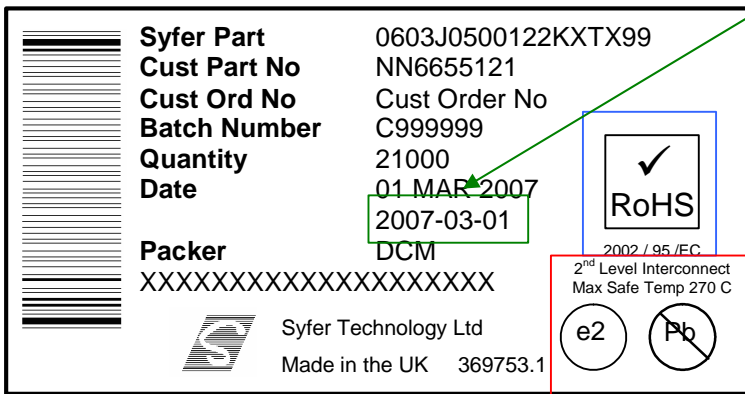 Syfer Part 0603J0500122KXTX99
Cust Part No NN6655121
Cust Ord No Cust Order No
Batch Number C999999
Quantity 21000
Date 01 MAR 2007
2007-03-01
Packer DCM
XXXXXXXXXXXXXXXXXXXX
RoHS
2002 / 95 /EC
2nd Level Interconnect
Max Safe Temp 270 C
e2 Pb
Syfer Technology Ltd
Made in the UK 369753.1